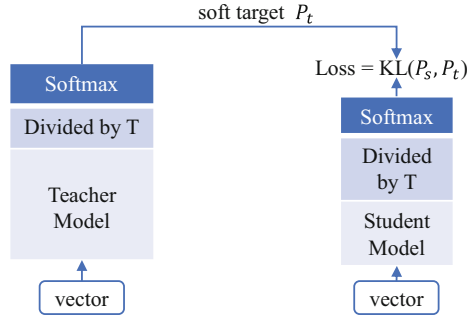 soft target P_t
Loss = KL(P_s, P_t)
Softmax
Divided by T
Teacher
Model
vector
Softmax
Divided
by T
Student
Model
vector